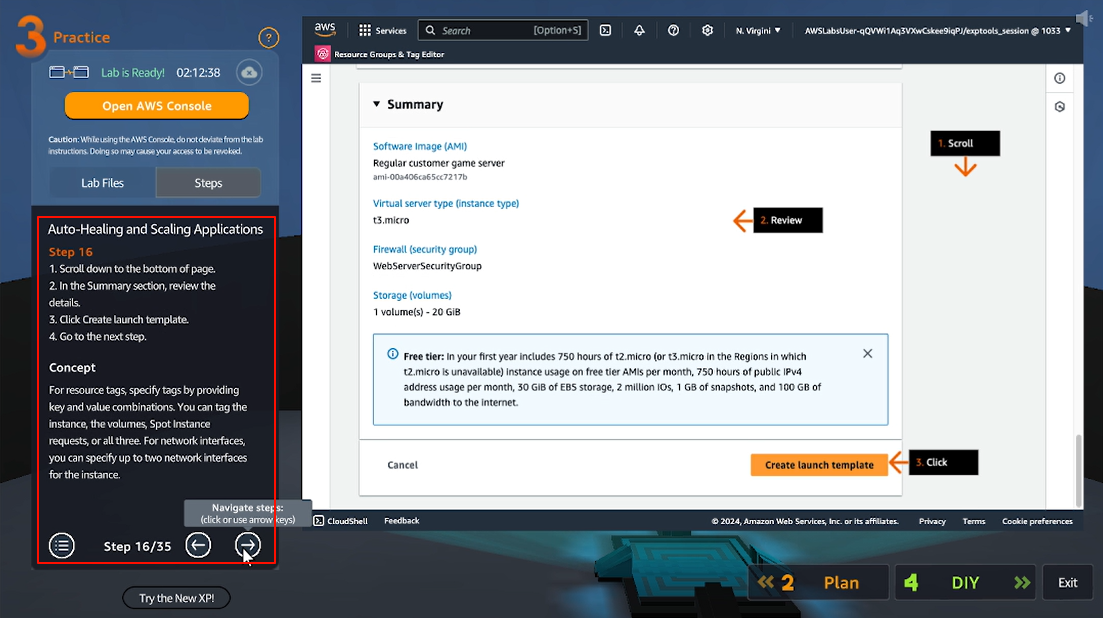 3 Practice
?
Lab is Ready! 02:12:38
Open AWS Console
Caution: While using the AWS Console, do not deviate from the lab
instructions. Doing so may cause your access to be revoked.
Lab Files
Steps
Auto-Healing and Scaling Applications
Step 16
1. Scroll down to the bottom of page.
2. In the Summary section, review the
details.
3. Click Create launch template.
4. Go to the next step.
Concept
For resource tags, specify tags by providing
key and value combinations. You can tag the
instance, the volumes, Spot Instance
requests, or all three. For network interfaces,
you can specify up to two network interfaces
for the instance.
Navigate steps:
(click or use arrow keys)
Step 16/35
Try the New XP!
aws
Services
Search
[Option+S]
N. Virgini
AWSLabsUser-qQVWi1Aq3VXwCskee9iqPJ/exptools_session @ 1033
Resource Groups & Tag Editor
Summary
Software Image (AMI)
Regular customer game server
ami-00a406ca65cc7217b
Virtual server type (instance type)
t3.micro
Firewall (security group)
WebServerSecurityGroup
Storage (volumes)
1 volume(s) - 20 GiB
Free tier: In your first year includes 750 hours of t2.micro (or t3.micro in the Regions in which
t2.micro is unavailable) instance usage on free tier AMIs per month, 750 hours of public IPv4
address usage per month, 30 GiB of EBS storage, 2 million IOs, 1 GB of snapshots, and 100 GB of
bandwidth to the internet.
Cancel
Create launch template
1. Scroll
2. Review
3. Click
CloudShell
Feedback
© 2024, Amazon Web Services, Inc. or its affiliates.
Privacy
Terms
Cookie preferences
2 Plan
4 DIY
Exit